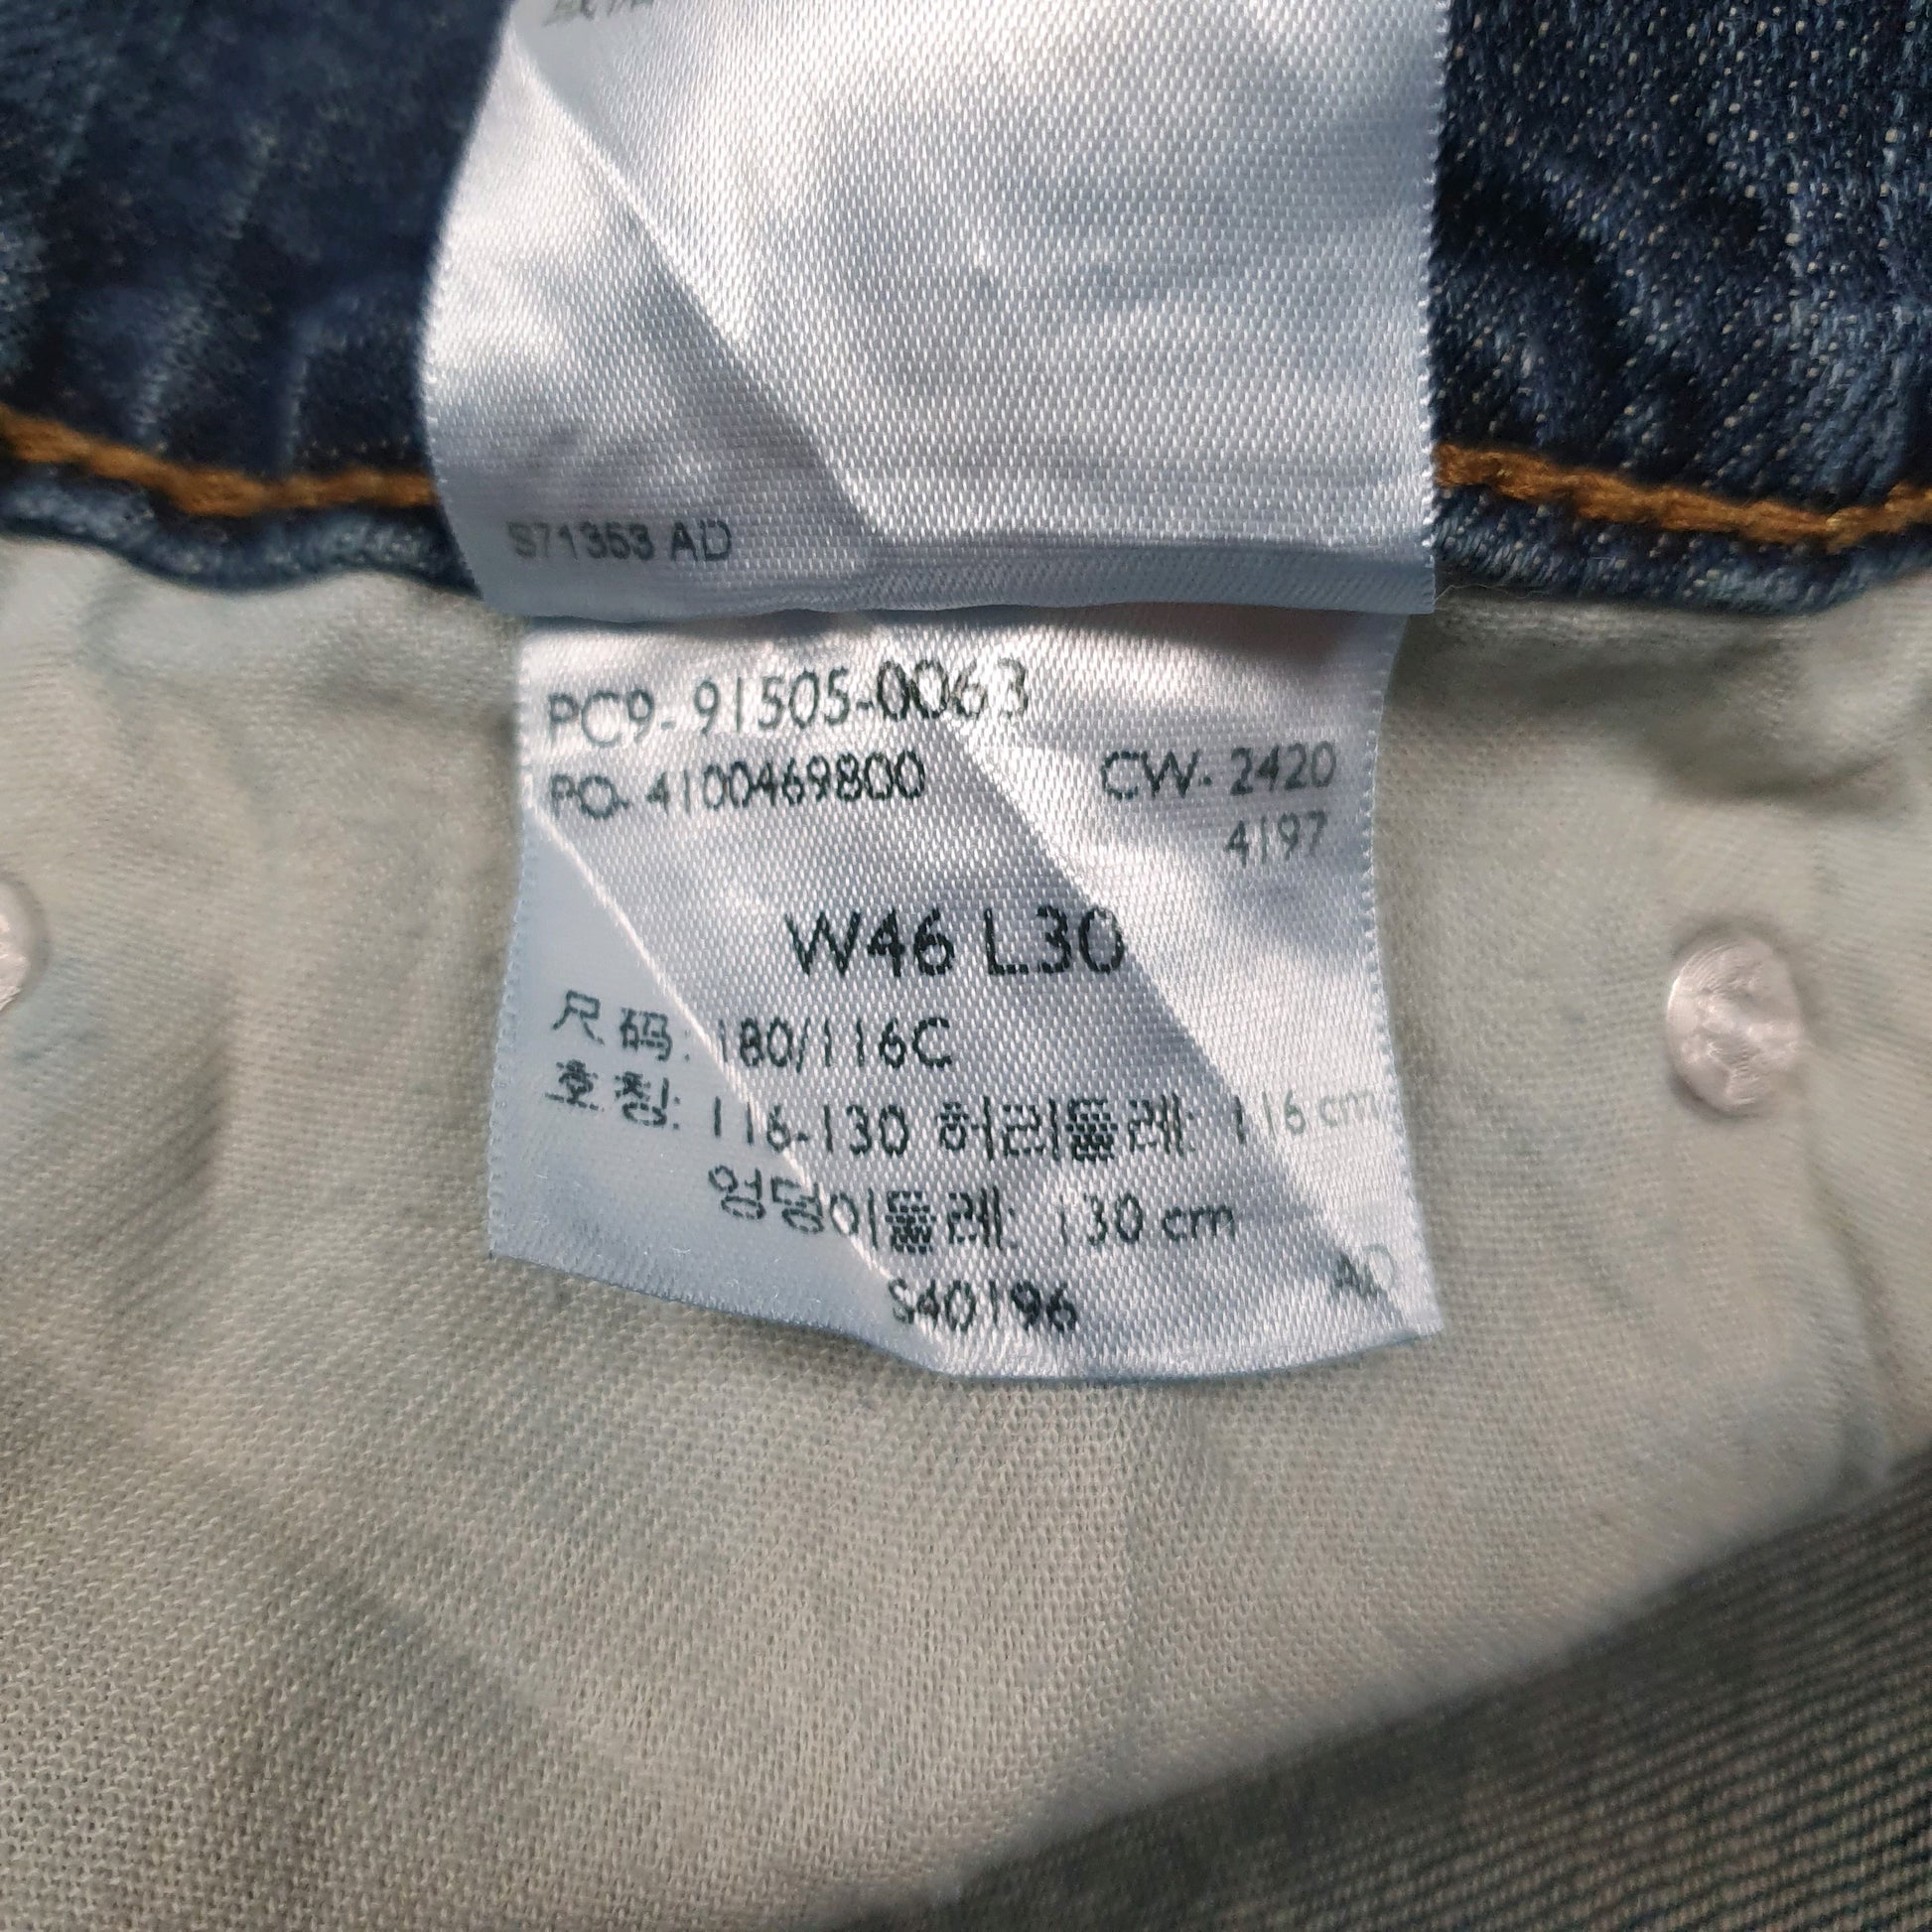 S71353 AD
PC9- 91505-0063
PO- 4100469800 CW- 2420
4197
W46 L30
尺码: 180/116C
호칭: 116-130 허리둘레: 116 cm
엉덩이둘레: 130 cm
AD
S40196